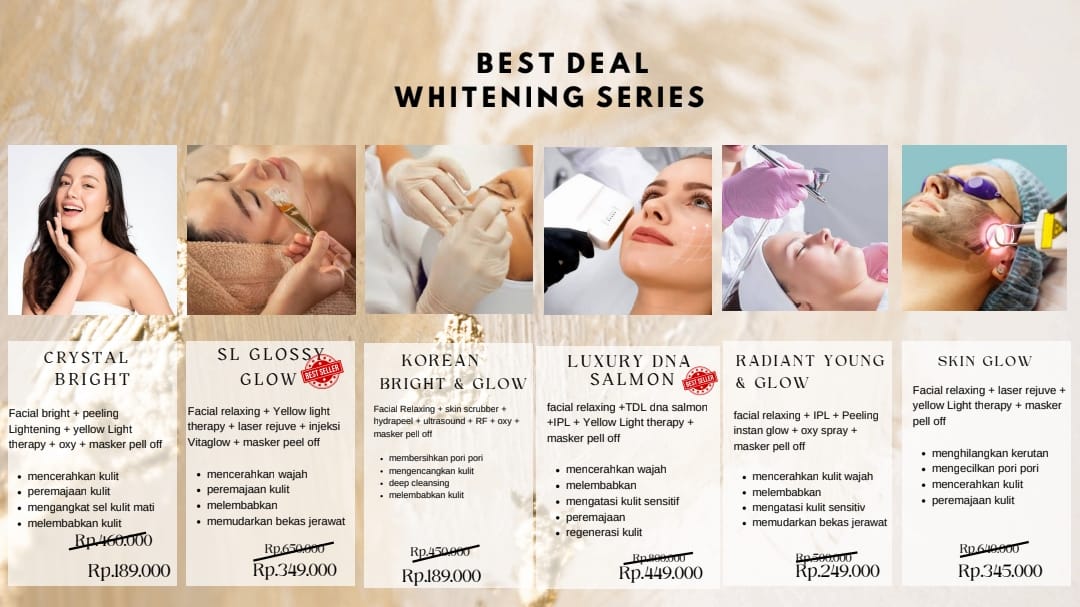 BEST DEAL
WHITENING SERIES
CRYSTAL
BRIGHT
Facial bright + peeling
Lightening + yellow Light
therapy + oxy + masker pell off
• mencerahkan kulit
• peremajaan kulit
• mengangkat sel kulit mati
• melembabkan kulit
Rp.460.000
Rp.189.000
SL GLOSSY
GLOW
BEST SELLER
Facial relaxing + Yellow light
therapy + laser rejuve + injeksi
Vitaglow + masker peel off
• mencerahkan wajah
• peremajaan kulit
• melembabkan
• memudarkan bekas jerawat
Rp.650.000
Rp.349.000
KOREAN
BRIGHT & GLOW
Facial Relaxing + skin scrubber +
hydrapeel + ultrasound + RF + oxy +
masker pell off
• membersihkan pori pori
• mengencangkan kulit
• deep cleansing
• melembabkan kulit
Rp.450.000
Rp.189.000
LUXURY DNA
SALMON
BEST SELLER
facial relaxing +TDL dna salmon
+IPL + Yellow Light therapy +
masker pell off
• mencerahkan wajah
• melembabkan
• mengatasi kulit sensitif
• peremajaan
• regenerasi kulit
Rp.800.000
Rp.449.000
RADIANT YOUNG
& GLOW
facial relaxing + IPL + Peeling
instan glow + oxy spray +
masker pell off
• mencerahkan kulit wajah
• melembabkan
• mengatasi kulit sensitiv
• memudarkan bekas jerawat
Rp.500.000
Rp.249.000
SKIN GLOW
Facial relaxing + laser rejuve +
yellow Light therapy + masker
pell off
• menghilangkan kerutan
• mengecilkan pori pori
• mencerahkan kulit
• peremajaan kulit
Rp.640.000
Rp.345.000